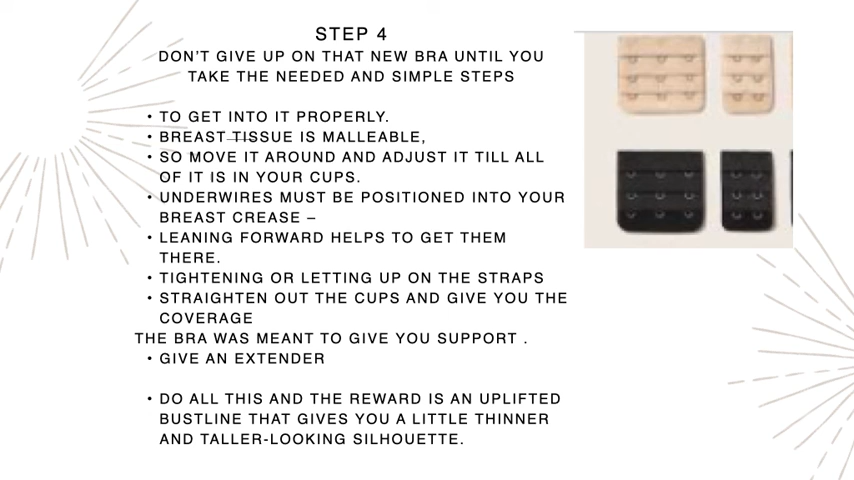 STEP 4
DON'T GIVE UP ON THAT NEW BRA UNTIL YOU
TAKE THE NEEDED AND SIMPLE STEPS
• TO GET INTO IT PROPERLY.
• BREAST TISSUE IS MALLEABLE,
• SO MOVE IT AROUND AND ADJUST IT TILL ALL
OF IT IS IN YOUR CUPS.
• UNDERWIRES MUST BE POSITIONED INTO YOUR
BREAST CREASE –
• LEANING FORWARD HELPS TO GET THEM
THERE.
• TIGHTENING OR LETTING UP ON THE STRAPS
• STRAIGHTEN OUT THE CUPS AND GIVE YOU THE
COVERAGE
THE BRA WAS MEANT TO GIVE YOU SUPPORT .
• GIVE AN EXTENDER
• DO ALL THIS AND THE REWARD IS AN UPLIFTED
BUSTLINE THAT GIVES YOU A LITTLE THINNER
AND TALLER-LOOKING SILHOUETTE.